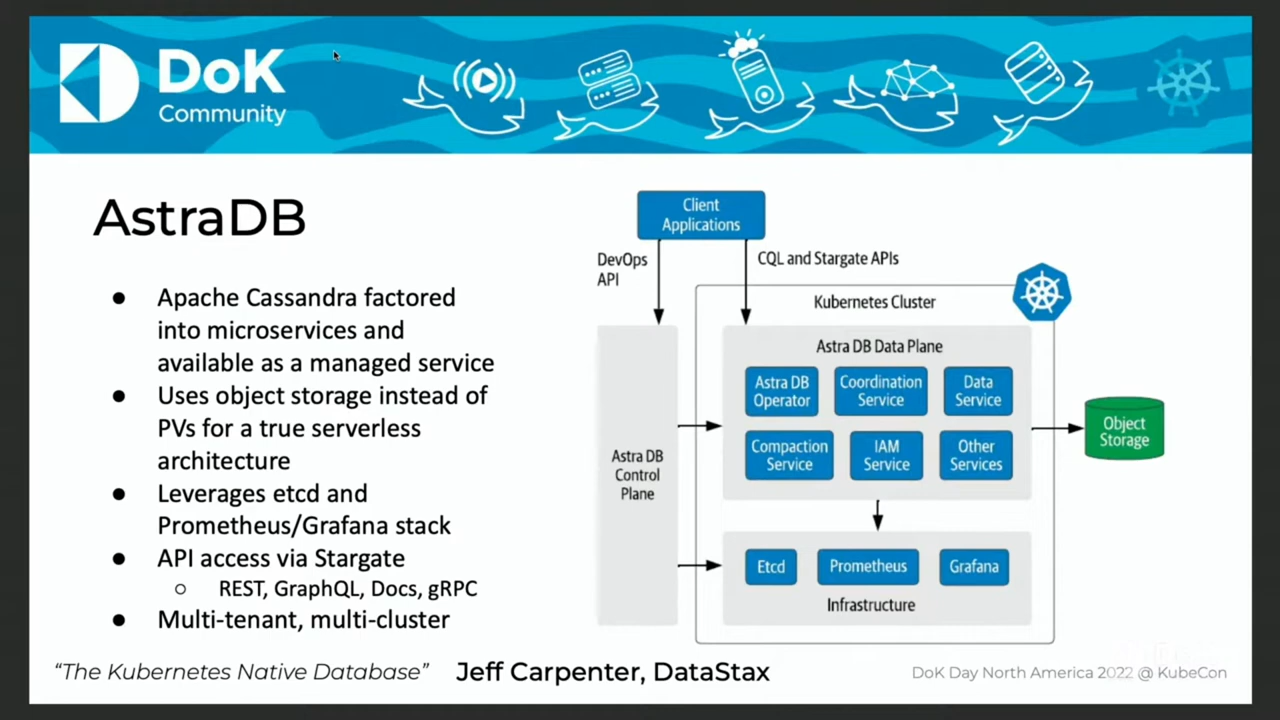 DoK
Community
AstraDB
● Apache Cassandra factored
into microservices and
available as a managed service
● Uses object storage instead of
PVs for a true serverless
architecture
● Leverages etcd and
Prometheus/Grafana stack
● API access via Stargate
○ REST, GraphQL, Docs, gRPC
● Multi-tenant, multi-cluster
Client
Applications
DevOps
API
CQL and Stargate APIs
Kubernetes Cluster
Astra DB Data Plane
Astra DB
Operator
Coordination
Service
Data
Service
Compaction
Service
IAM
Service
Other
Services
Astra DB
Control
Plane
Object
Storage
Etcd
Prometheus
Grafana
Infrastructure
“The Kubernetes Native Database”
Jeff Carpenter, DataStax
DoK Day North America 2022 @ KubeCon